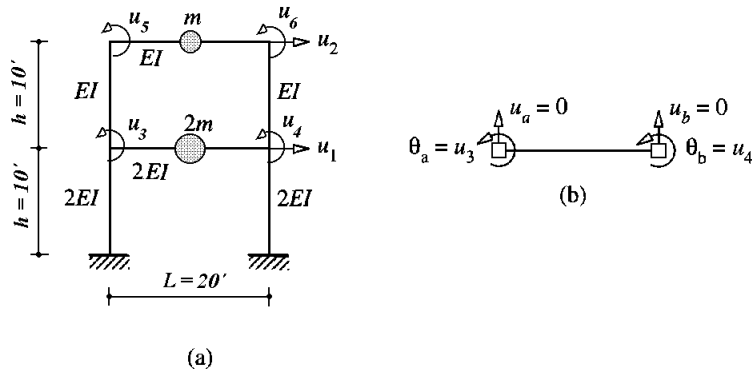 u5
m
u6
u2
EI
EI
EI
h = 10'
u3
2m
u4
u1
2EI
2EI
2EI
h = 10'
L = 20'
(a)
ua = 0
ub = 0
θa = u3
θb = u4
(b)